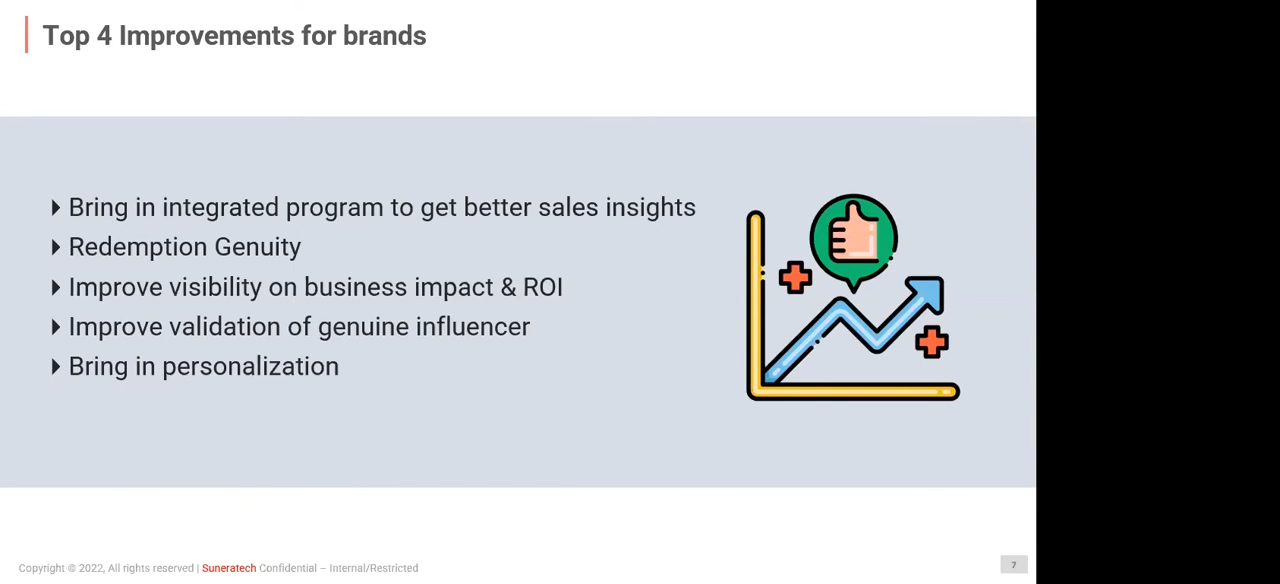 Top 4 Improvements for brands
Bring in integrated program to get better sales insights
Redemption Genuity
Improve visibility on business impact & ROI
Improve validation of genuine influencer
Bring in personalization
Copyright © 2022, All rights reserved | Suneratech Confidential – Internal/Restricted
7